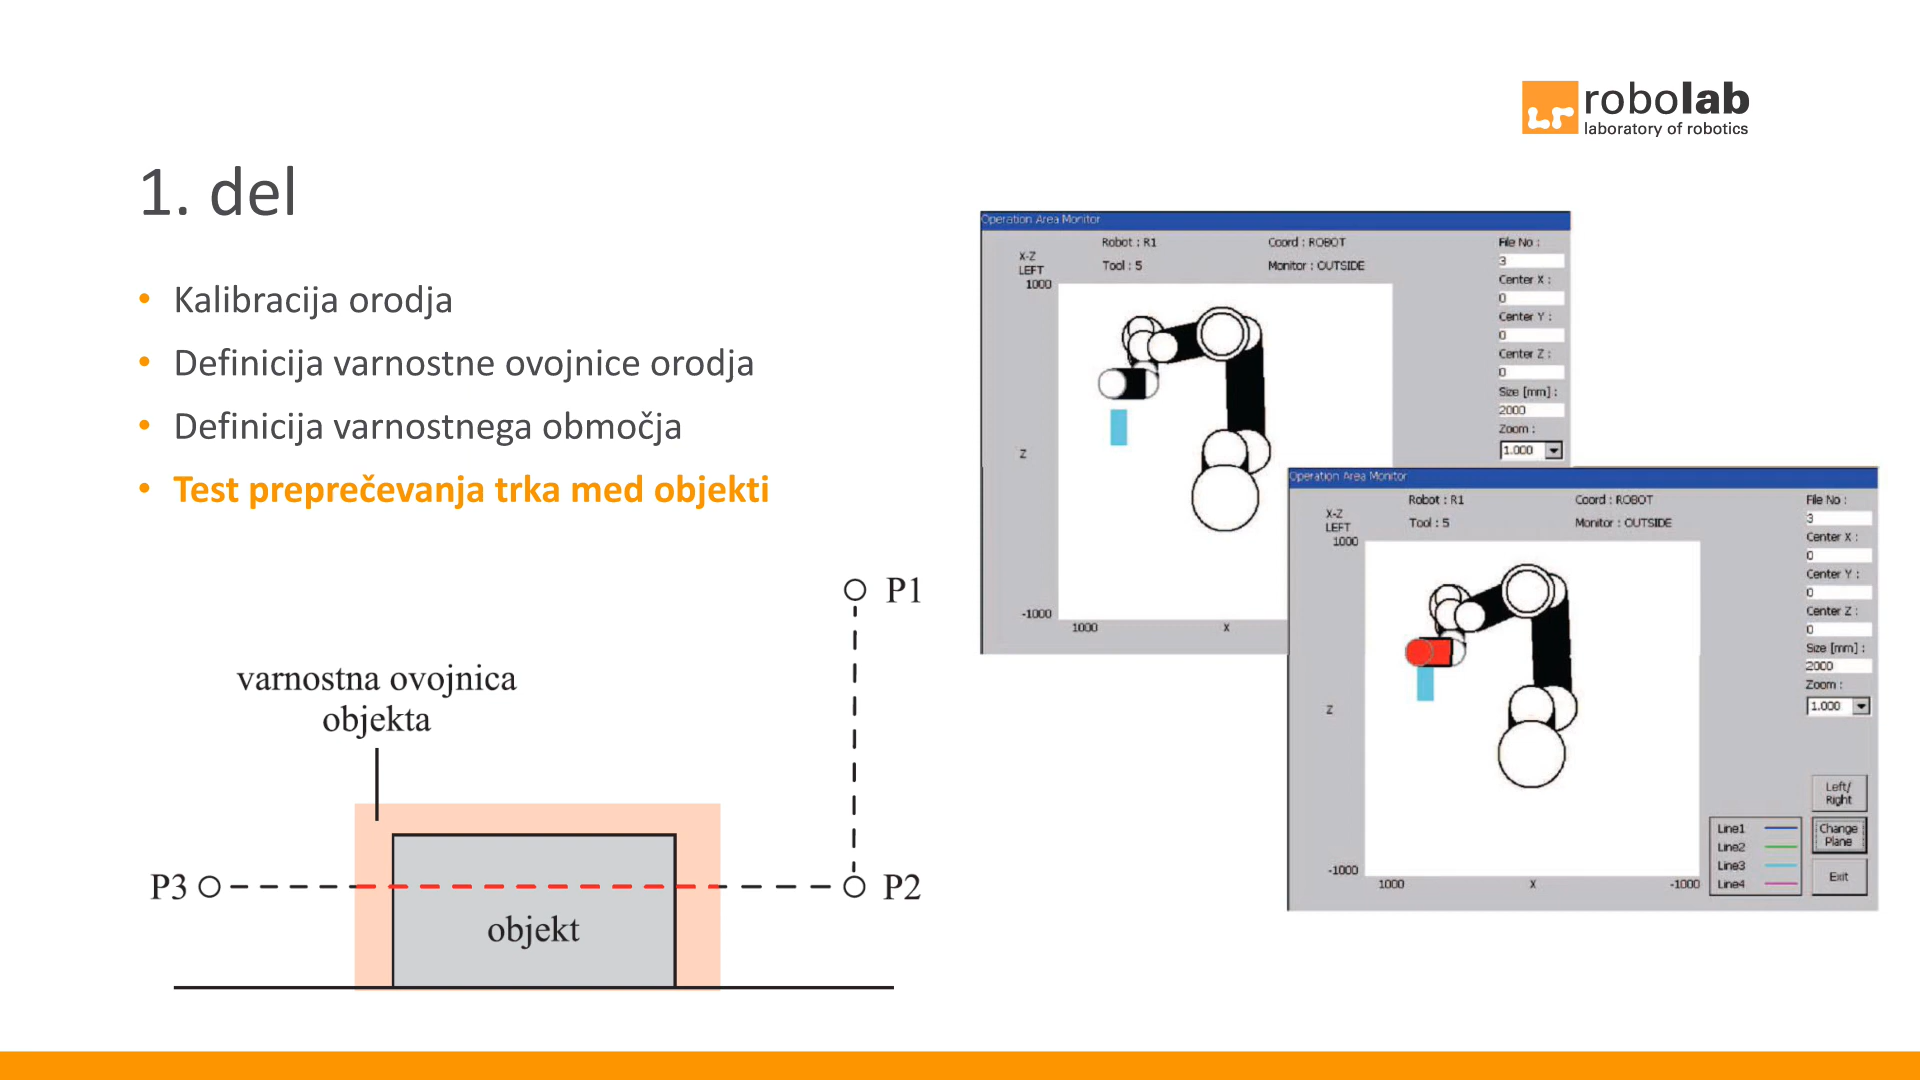 robolab
laboratory of robotics
1. del
• Kalibracija orodja
• Definicija varnostne ovojnice orodja
• Definicija varnostnega območja
• Test preprečevanja trka med objekti
P1
varnostna ovojnica
objekta
P3
P2
objekt
Operation Area Monitor
Robot : R1
Coord : ROBOT
File No :
X-Z
LEFT
Tool : 5
Monitor : OUTSIDE
3
1000
Center X :
0
Center Y :
0
Center Z :
0
Size [mm] :
2000
Zoom :
1.000
Z
-1000
1000
X
Operation Area Monitor
Robot : R1
Coord : ROBOT
File No :
X-Z
LEFT
Tool : 5
Monitor : OUTSIDE
3
1000
Center X :
0
Center Y :
0
Center Z :
0
Size [mm] :
2000
Zoom :
1.000
Z
Left/
Right
Line1
Line2
Line3
Line4
Change
Plane
Exit
-1000
1000
X
-1000